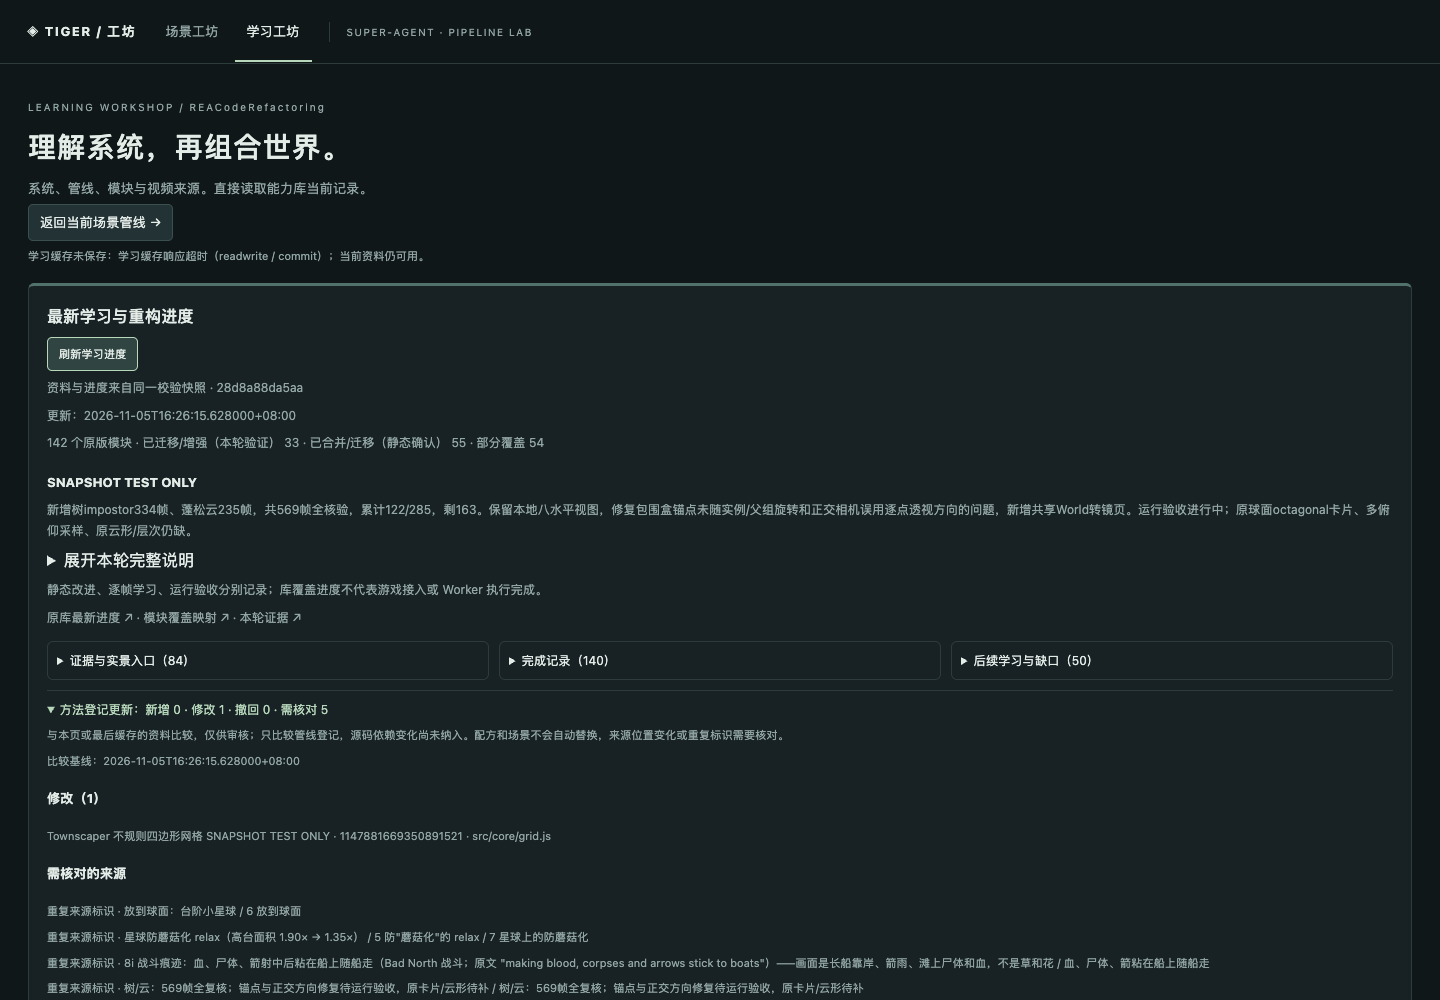 ◈ TIGER / 工坊 场景工坊 学习工坊 SUPER-AGENT · PIPELINE LAB
LEARNING WORKSHOP / REACodeRefactoring
理解系统，再组合世界。
系统、管线、模块与视频来源。直接读取能力库当前记录。
返回当前场景管线 →
学习缓存未保存：学习缓存响应超时（readwrite / commit）；当前资料仍可用。
最新学习与重构进度
刷新学习进度
资料与进度来自同一校验快照 · 28d8a88da5aa
更新：2026-11-05T16:26:15.628000+08:00
142 个原版模块 · 已迁移/增强（本轮验证） 33 · 已合并/迁移（静态确认） 55 · 部分覆盖 54
SNAPSHOT TEST ONLY
新增树impostor334帧、蓬松云235帧，共569帧全核验，累计122/285，剩163。保留本地八水平视图，修复包围盒锚点未随实例/父组旋转和正交相机误用逐点透视方向的问题，新增共享World转镜页。运行验收进行中；原球面octagonal卡片、多俯
仰采样、原云形/层次仍缺。
▶ 展开本轮完整说明
静态改进、逐帧学习、运行验收分别记录；库覆盖进度不代表游戏接入或 Worker 执行完成。
原库最新进度 ↗ · 模块覆盖映射 ↗ · 本轮证据 ↗
▶ 证据与实景入口（84） ▶ 完成记录（140） ▶ 后续学习与缺口（50）
▼ 方法登记更新：新增 0 · 修改 1 · 撤回 0 · 需核对 5
与本页或最后缓存的资料比较，仅供审核；只比较管线登记，源码依赖变化尚未纳入。配方和场景不会自动替换，来源位置变化或重复标识需要核对。
比较基线：2026-11-05T16:26:15.628000+08:00
修改（1）
Townscaper 不规则四边形网格 SNAPSHOT TEST ONLY · 1147881669350891521 · src/core/grid.js
需核对的来源
重复来源标识 · 放到球面：台阶小星球 / 6 放到球面
重复来源标识 · 星球防蘑菇化 relax（高台面积 1.90× → 1.35×） / 5 防"蘑菇化"的 relax / 7 星球上的防蘑菇化
重复来源标识 · 8i 战斗痕迹：血、尸体、箭射中后粘在船上随船走（Bad North 战斗；原文 "making blood, corpses and arrows stick to boats"）——画面是长船靠岸、箭雨、滩上尸体和血，不是草和花 / 血、尸体、箭粘在船上随船走
重复来源标识 · 树/云：569帧全复核；锚点与正交方向修复待运行验收，原卡片/云形待补 / 树/云：569帧全复核；锚点与正交方向修复待运行验收，原卡片/云形待补